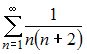 ∞
∑ 1/(n(n + 2))
n=1